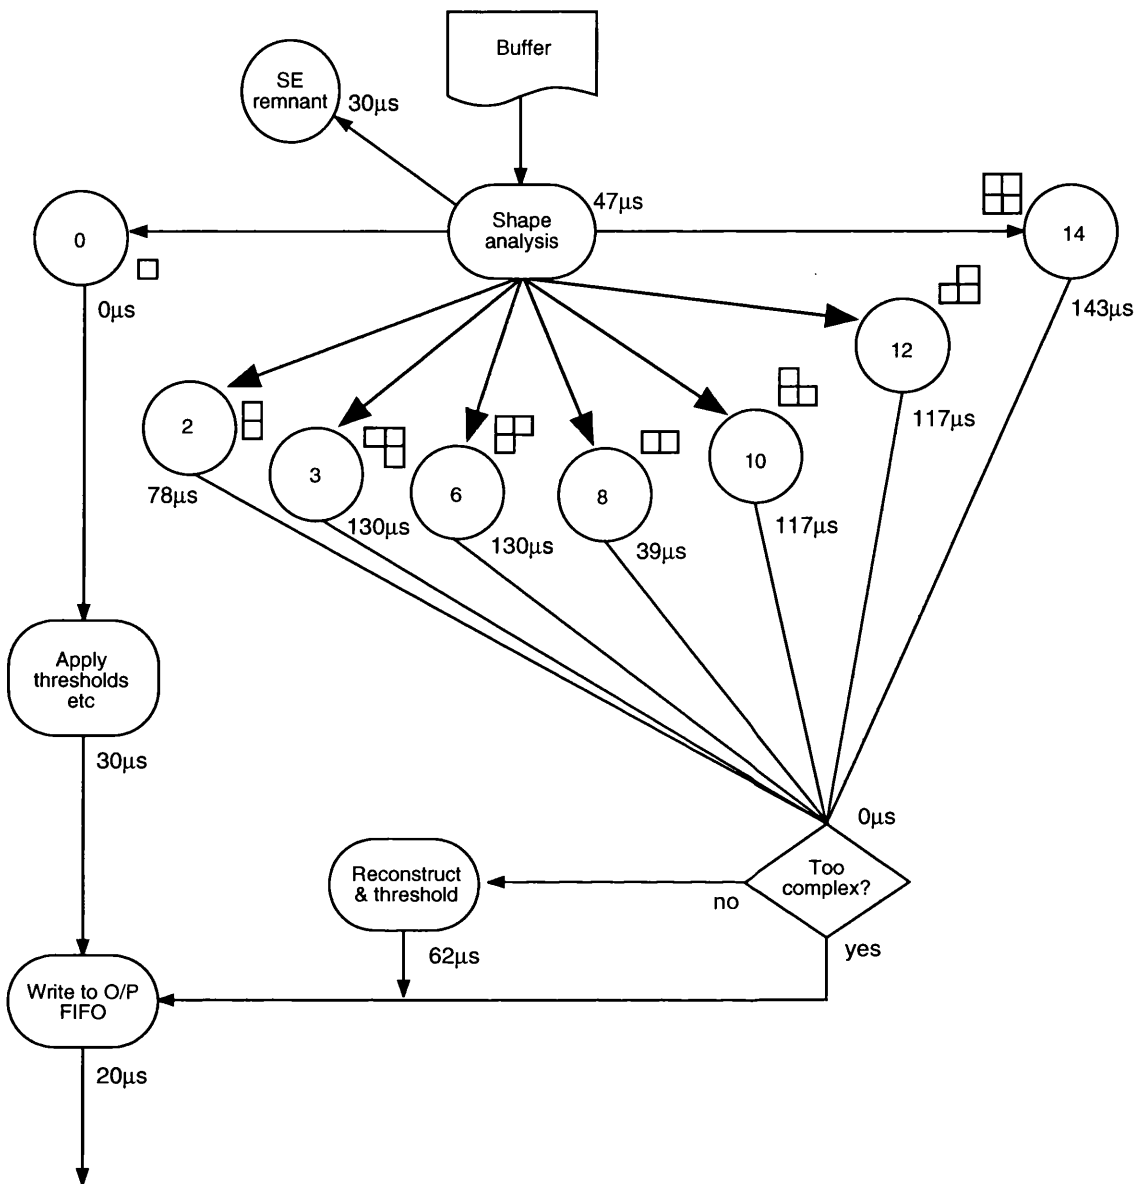 Buffer
SE
remnant
30μs
Shape
analysis
47μs
14
143μs
0
0μs
12
117μs
2
78μs
3
130μs
6
130μs
8
39μs
10
117μs
Apply
thresholds
etc
30μs
0μs
Too
complex?
no
yes
Reconstruct
& threshold
62μs
Write to O/P
FIFO
20μs